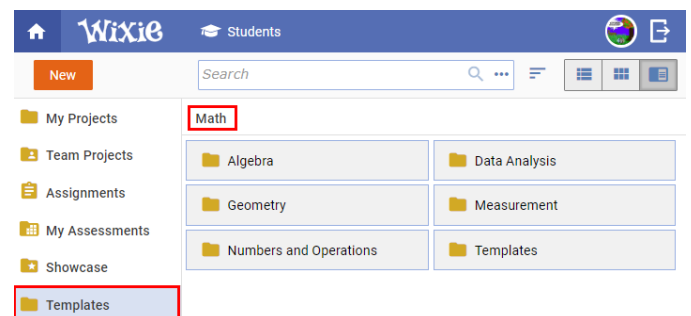 Wixie Students
New Search
My Projects
Team Projects
Assignments
My Assessments
Showcase
Templates
Math
Algebra Data Analysis
Geometry Measurement
Numbers and Operations Templates